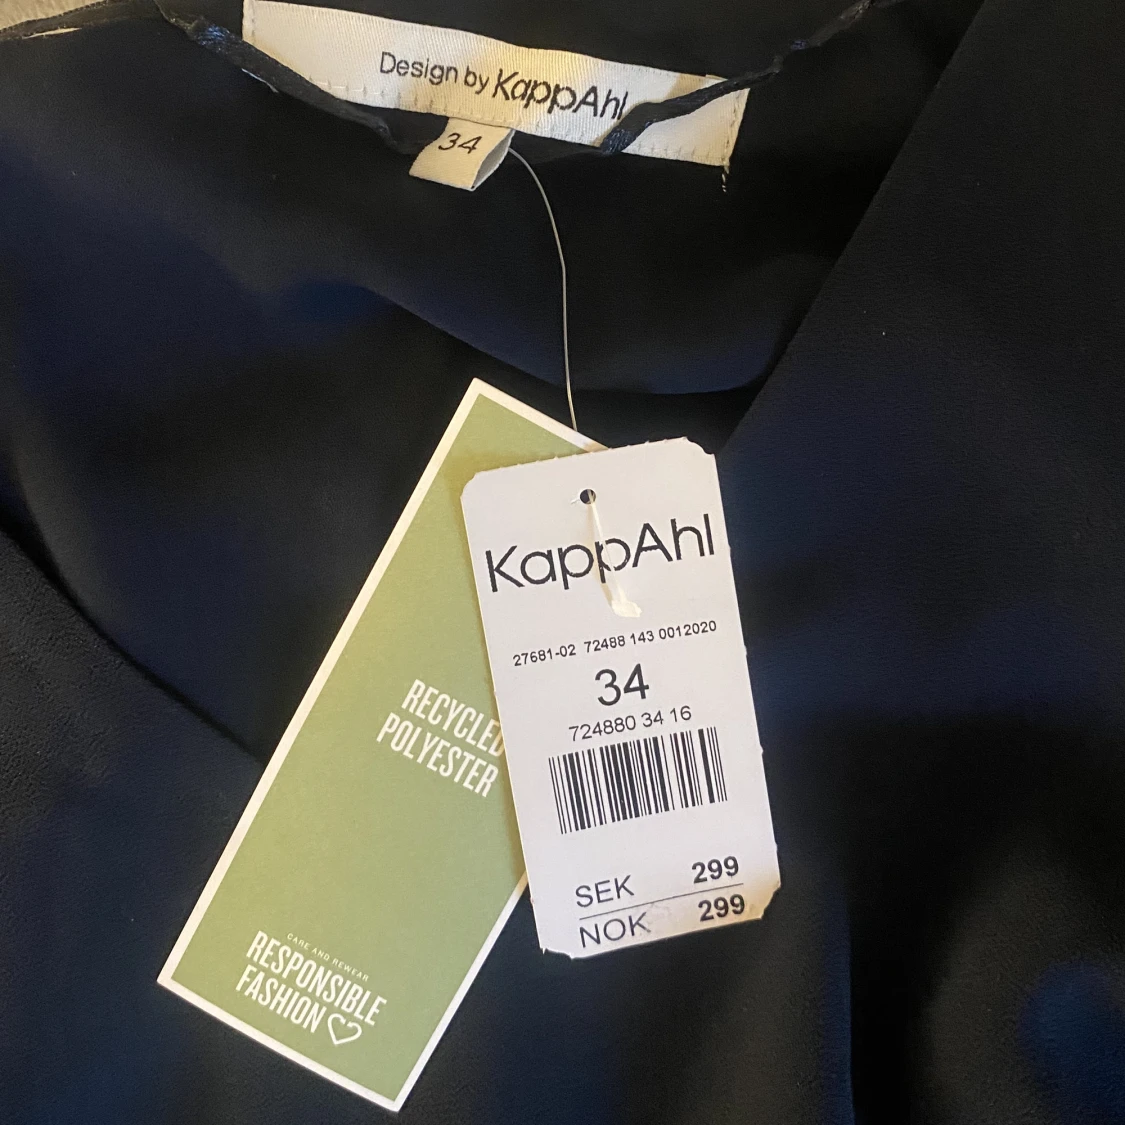 Design by KappAhl
34
KappAhl
27681-02 72488 143 0012020
34
724880 34 16
SEK 299
NOK 299
RECYCLED
POLYESTER
CARE AND REWEAR
RESPONSIBLE
FASHION